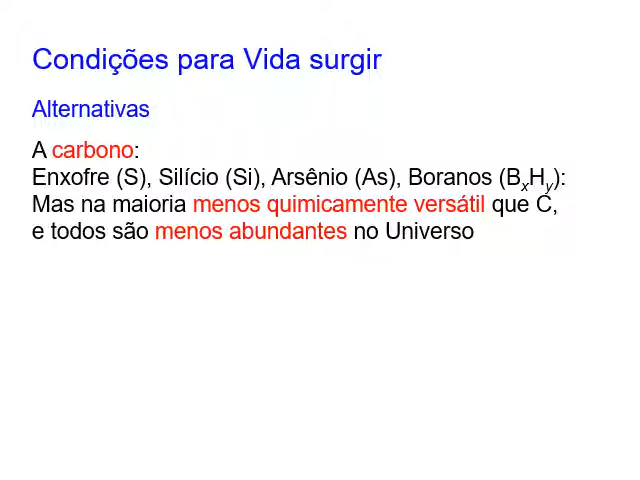 Condições para Vida surgir
Alternativas
A carbono:
Enxofre (S), Silício (Si), Arsênio (As), Boranos (BxHy):
Mas na maioria menos quimicamente versátil que C,
e todos são menos abundantes no Universo